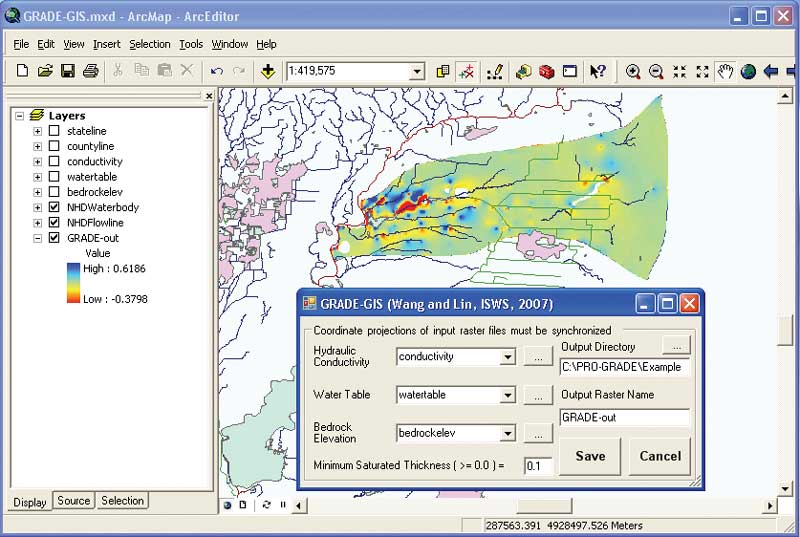 GRADE-GIS.mxd - ArcMap - ArcEditor
File Edit View Insert Selection Tools Window Help
1:419,575
Layers
stateline
countyline
conductivity
watertable
bedrockelev
NHDWaterbody
NHDFlowline
GRADE-out
Value
High : 0.6186
Low : -0.3798
GRADE-GIS (Wang and Lin, ISWS, 2007)
Coordinate projections of input raster files must be synchronized
Hydraulic
Conductivity
conductivity
...
Water Table
watertable
...
Bedrock
Elevation
bedrockelev
...
Minimum Saturated Thickness ( >= 0.0 ) =
0.1
Output Directory
...
C:\PRO-GRADE\Example
Output Raster Name
GRADE-out
Save
Cancel
Display Source Selection
287563.391 4928497.526 Meters